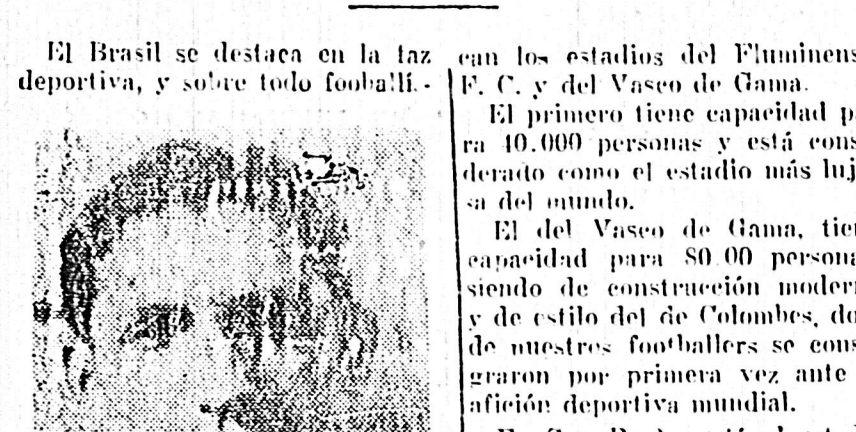 El Brasil se destaca en la faz
deportiva, y sobre todo fooballí-
can los estadios del Fluminens
F. C. y del Vasco de Gama.
El primero tiene capacidad p
ra 40.000 personas y está cons
derado como el estadio más luj
sa del mundo.
El del Vasco de Gama, tien
capacidad para 80.00 persona
siendo de construcción modern
y de estilo del de Colombes, do
de nuestros footballers se cons
graron por primera vez ante
afición deportiva mundial.